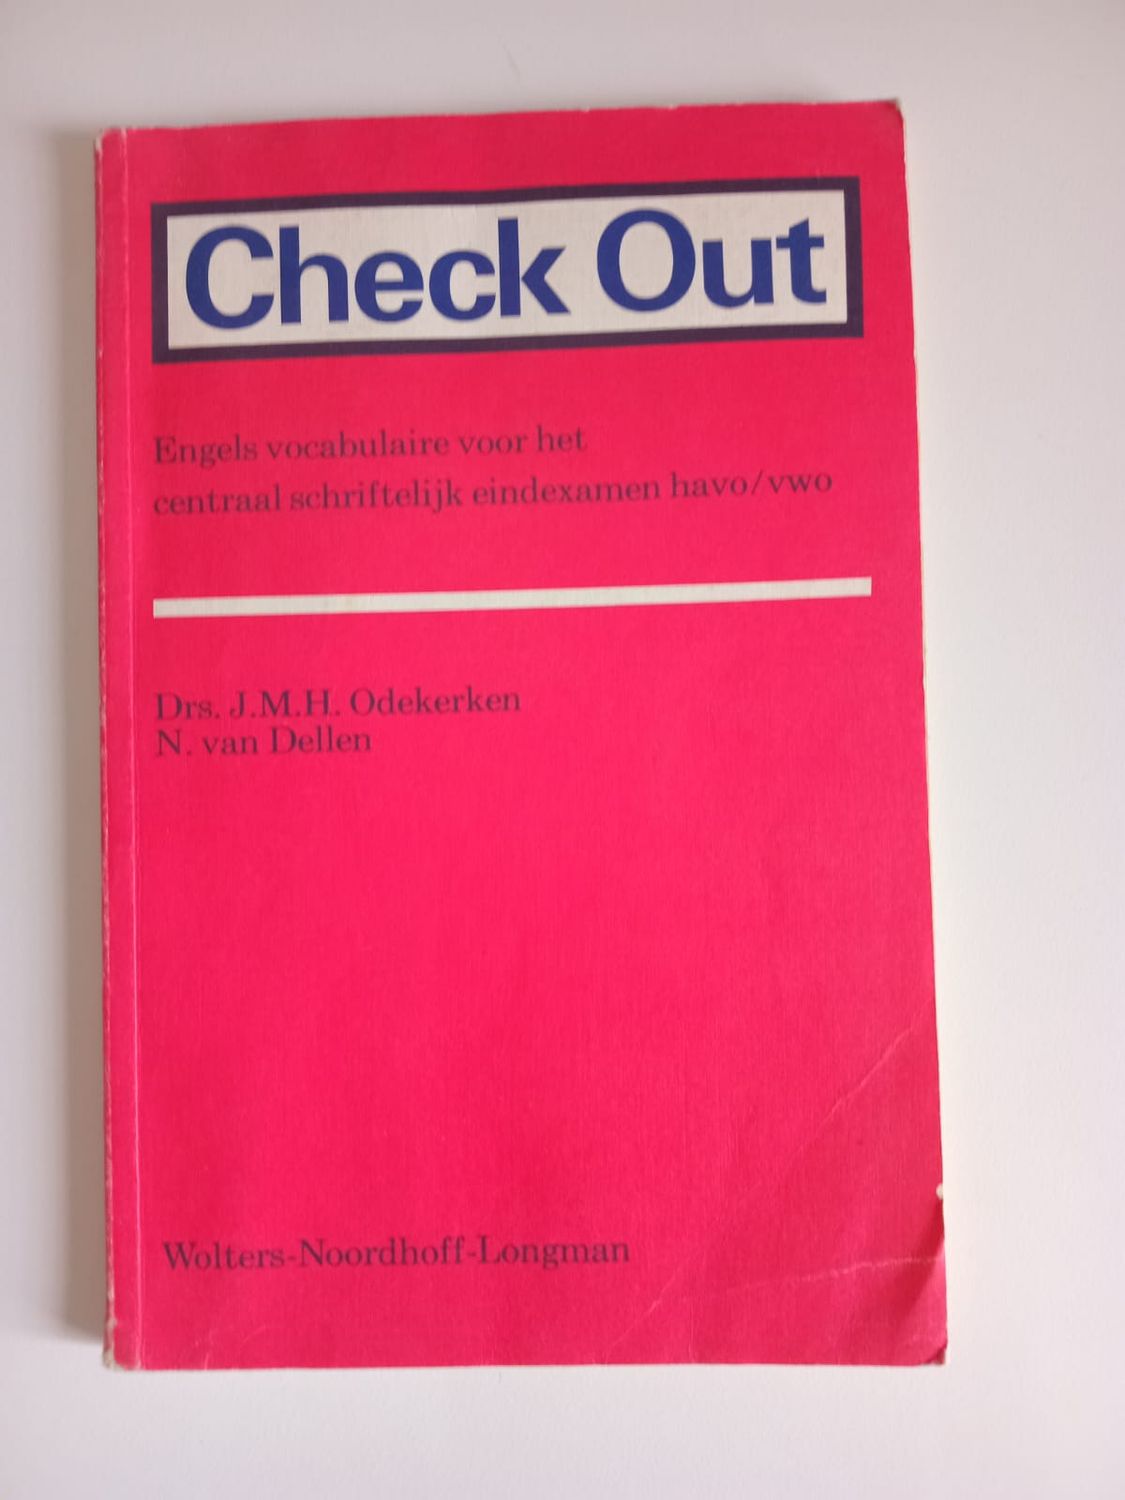 Check Out
Engels vocabulaire voor het
centraal schriftelijk eindexamen havo/vwo
Drs. J.M.H. Odekerken
N. van Dellen
Wolters-Noordhoff-Longman